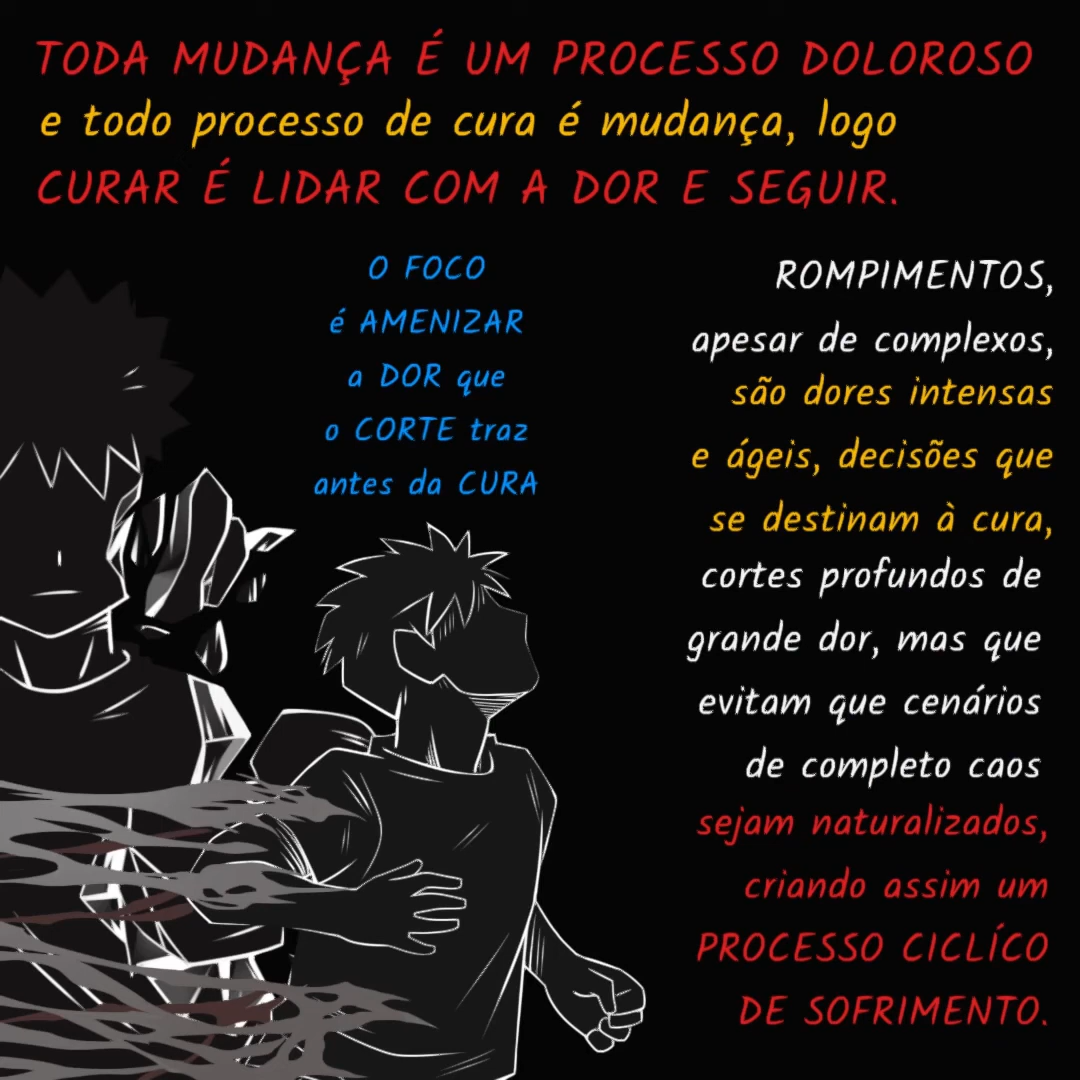 TODA MUDANÇA É UM PROCESSO DOLOROSO
e todo processo de cura é mudança, logo
CURAR É LIDAR COM A DOR E SEGUIR.
O FOCO
é AMENIZAR
a DOR que
o CORTE traz
antes da CURA
ROMPIMENTOS,
apesar de complexos,
são dores intensas
e ágeis, decisões que
se destinam à cura,
cortes profundos de
grande dor, mas que
evitam que cenários
de completo caos
sejam naturalizados,
criando assim um
PROCESSO CICLÍCO
DE SOFRIMENTO.